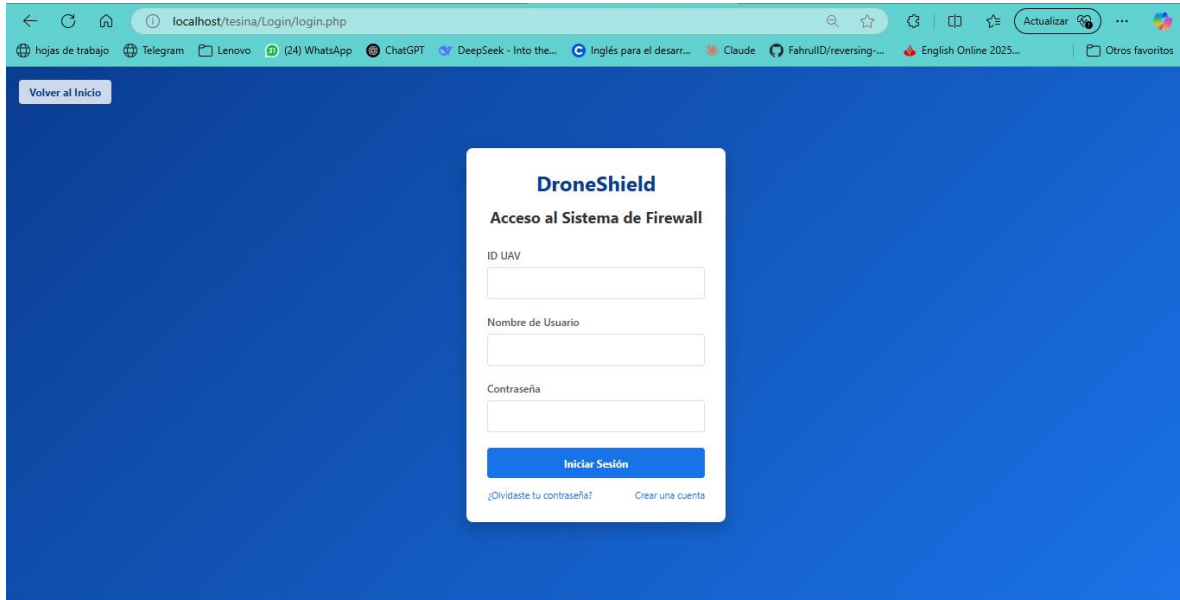 localhost/tesina/Login/login.php
Actualizar
hojas de trabajo Telegram Lenovo (24) WhatsApp ChatGPT DeepSeek - Into the... Inglés para el desarr... Claude FahrulID/reversing-... English Online 2025... Otros favoritos
Volver al Inicio
DroneShield
Acceso al Sistema de Firewall
ID UAV
Nombre de Usuario
Contraseña
Iniciar Sesión
¿Olvidaste tu contraseña? Crear una cuenta